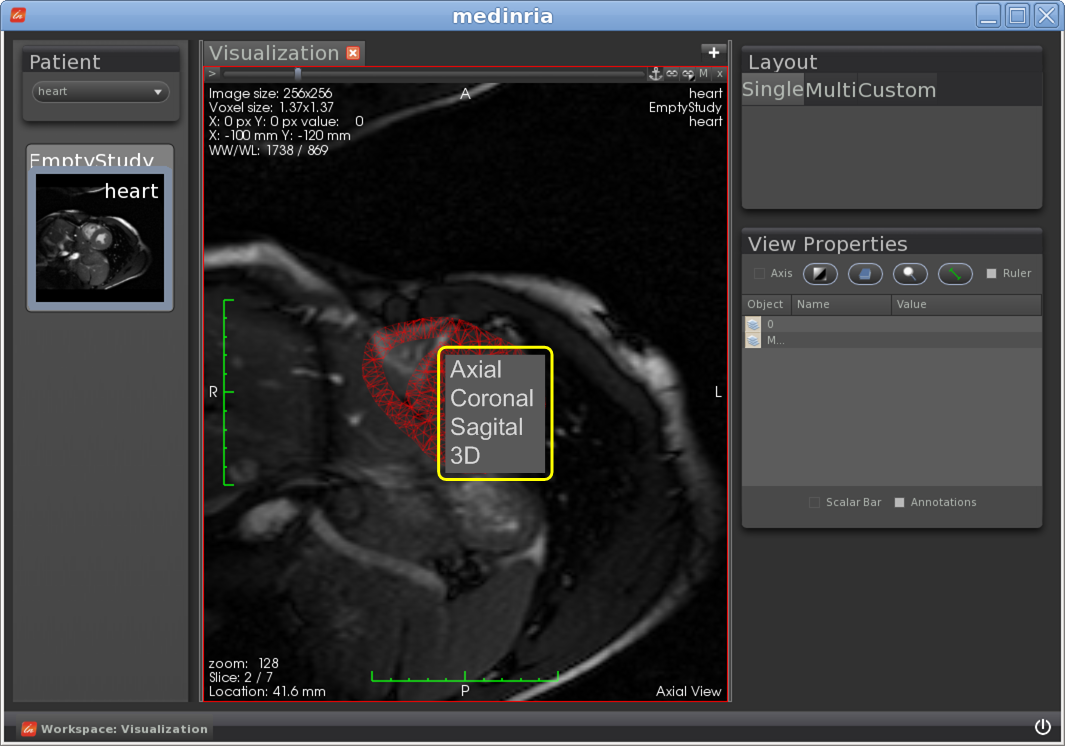 medinria
Patient
heart
EmptyStudy
heart
Visualization
+
> M x
Image size: 256x256
Voxel size: 1.37x1.37
X: 0 px Y: 0 px value: 0
X: -100 mm Y: -120 mm
WW/WL: 1738 / 869
A
heart
EmptyStudy
heart
R
L
Axial
Coronal
Sagital
3D
zoom: 128
Slice: 2 / 7
Location: 41.6 mm
P
Axial View
Layout
Single Multi Custom
View Properties
Axis Ruler
Object Name Value
0
M...
Scalar Bar Annotations
Workspace: Visualization